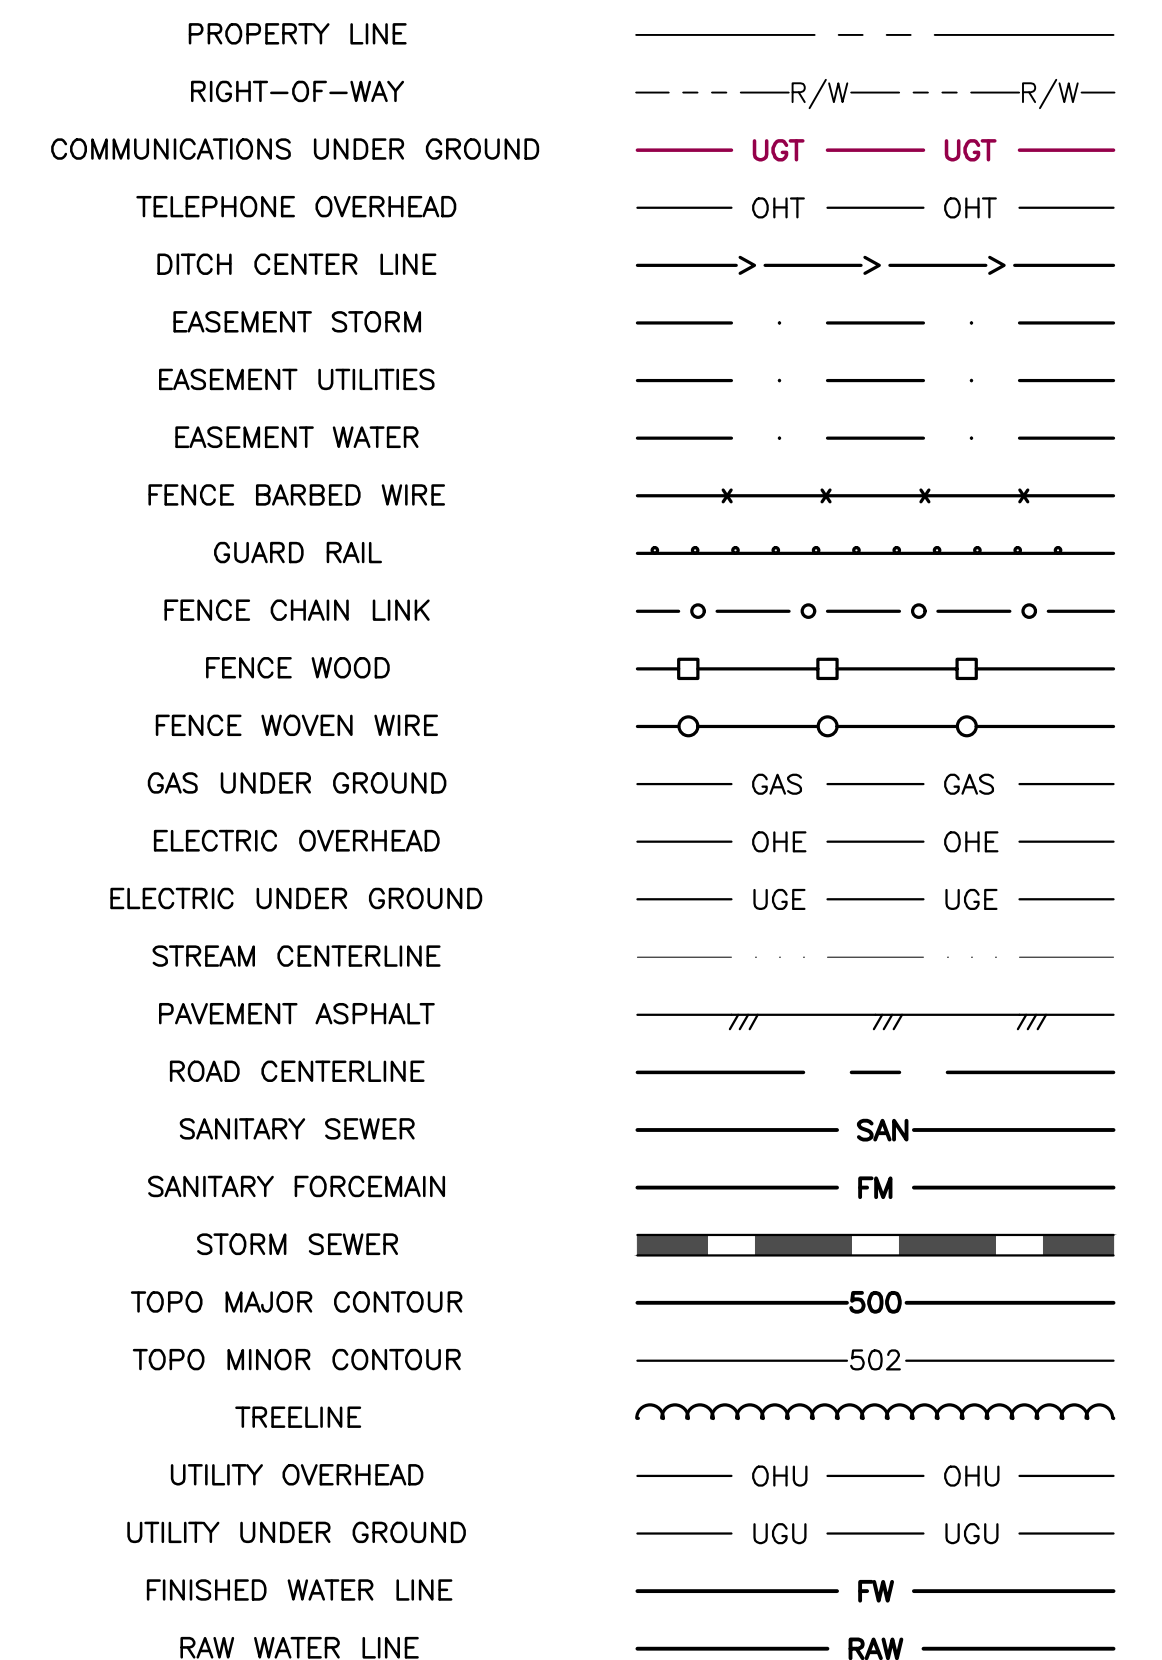 PROPERTY LINE
RIGHT-OF-WAY R/W R/W
COMMUNICATIONS UNDER GROUND UGT UGT
TELEPHONE OVERHEAD OHT OHT
DITCH CENTER LINE
EASEMENT STORM
EASEMENT UTILITIES
EASEMENT WATER
FENCE BARBED WIRE
GUARD RAIL
FENCE CHAIN LINK
FENCE WOOD
FENCE WOVEN WIRE
GAS UNDER GROUND GAS GAS
ELECTRIC OVERHEAD OHE OHE
ELECTRIC UNDER GROUND UGE UGE
STREAM CENTERLINE
PAVEMENT ASPHALT
ROAD CENTERLINE
SANITARY SEWER SAN
SANITARY FORCEMAIN FM
STORM SEWER
TOPO MAJOR CONTOUR 500
TOPO MINOR CONTOUR 502
TREELINE
UTILITY OVERHEAD OHU OHU
UTILITY UNDER GROUND UGU UGU
FINISHED WATER LINE FW
RAW WATER LINE RAW